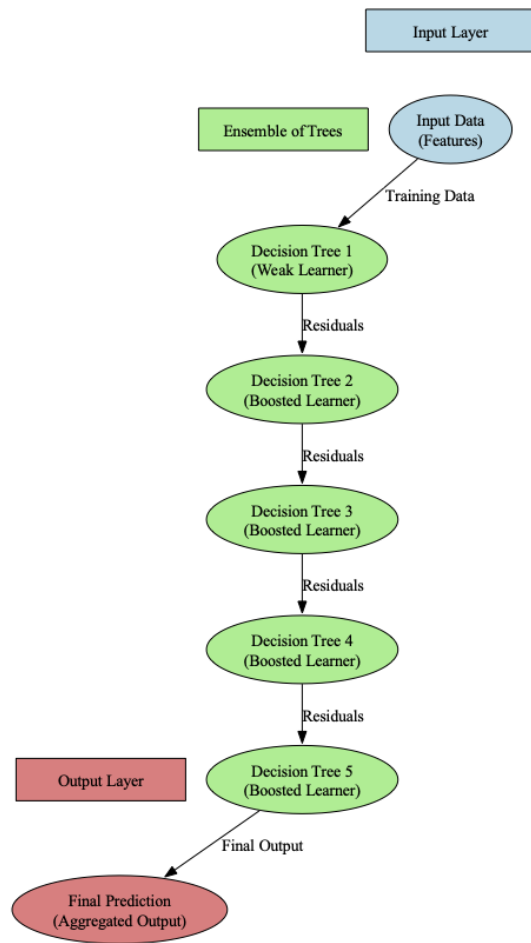 Input Layer
Ensemble of Trees
Input Data
(Features)
Training Data
Decision Tree 1
(Weak Learner)
Residuals
Decision Tree 2
(Boosted Learner)
Residuals
Decision Tree 3
(Boosted Learner)
Residuals
Decision Tree 4
(Boosted Learner)
Residuals
Output Layer
Decision Tree 5
(Boosted Learner)
Final Output
Final Prediction
(Aggregated Output)